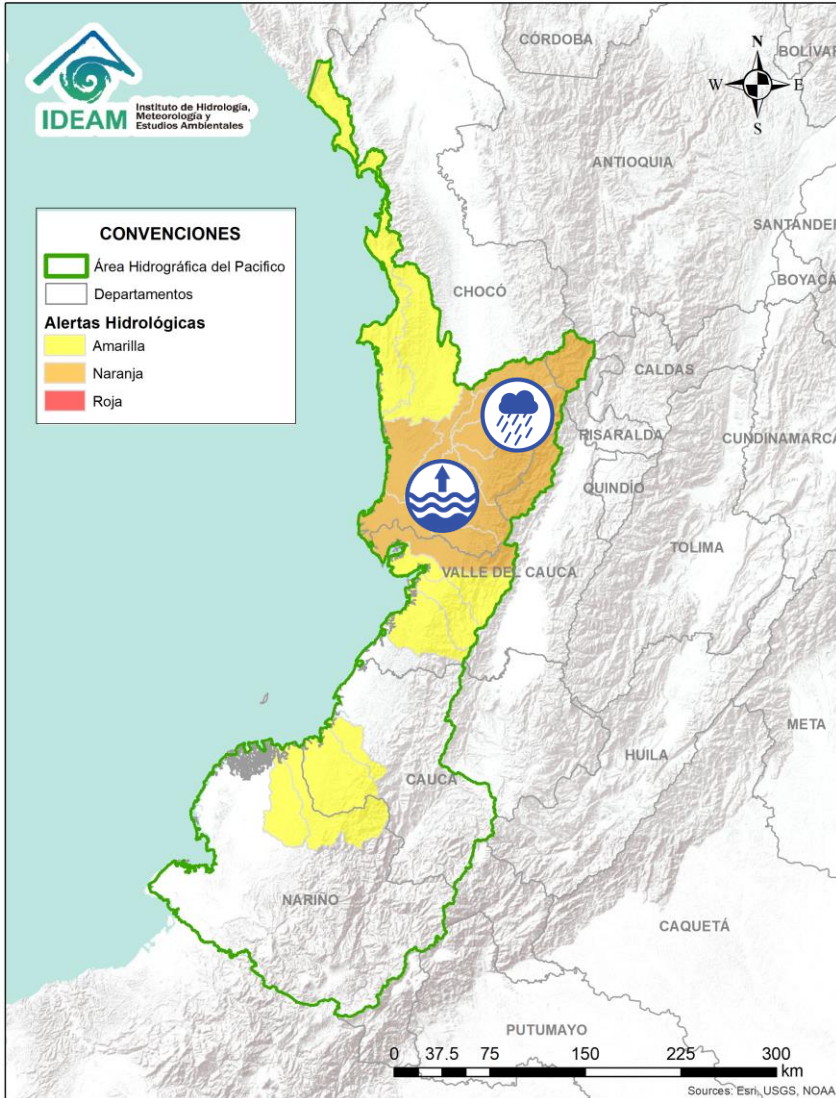 IDEAM
Instituto de Hidrología,
Meteorología y
Estudios Ambientales
N
W
E
S
CÓRDOBA
BOLÍVAR
ANTIOQUIA
SANTANDER
BOYACÁ
CONVENCIONES
Área Hidrográfica del Pacifico
Departamentos
Alertas Hidrológicas
Amarilla
Naranja
Roja
CHOCÓ
CALDAS
RISARALDA
CUNDINAMARCA
QUINDÍO
TOLIMA
VALLE DEL CAUCA
META
HUILA
CAUCA
NARIÑO
CAQUETÁ
PUTUMAYO
0 37.5 75 150 225 300
km
Sources: Esri, USGS, NOAA